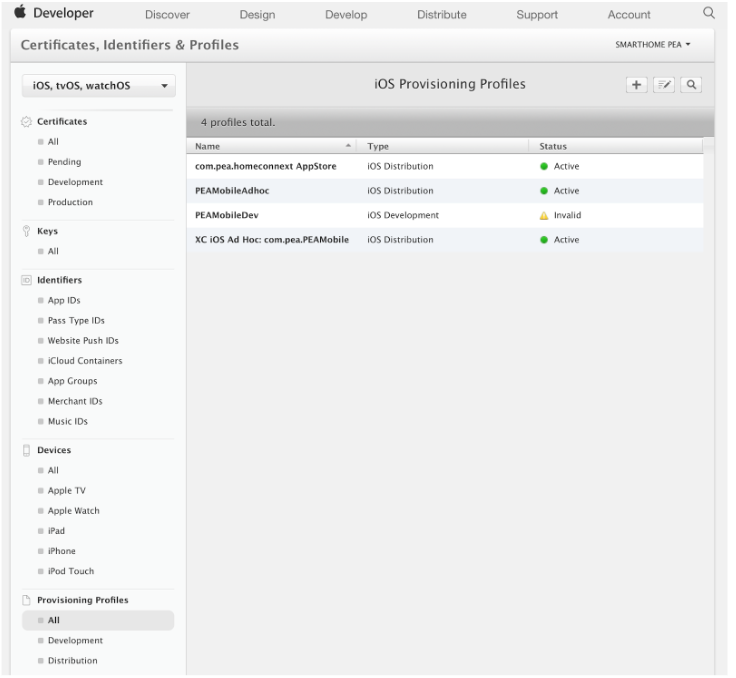 Developer Discover Design Develop Distribute Support Account
Certificates, Identifiers & Profiles SMARTHOME PEA
iOS, tvOS, watchOS
iOS Provisioning Profiles
Certificates
All
Pending
Development
Production
Keys
All
Identifiers
App IDs
Pass Type IDs
Website Push IDs
iCloud Containers
App Groups
Merchant IDs
Music IDs
Devices
All
Apple TV
Apple Watch
iPad
iPhone
iPod Touch
Provisioning Profiles
All
Development
Distribution
4 profiles total.
Name Type Status
com.pea.homeconnext AppStore iOS Distribution Active
PEAMobileAdhoc iOS Distribution Active
PEAMobileDev iOS Development Invalid
XC iOS Ad Hoc: com.pea.PEAMobile iOS Distribution Active